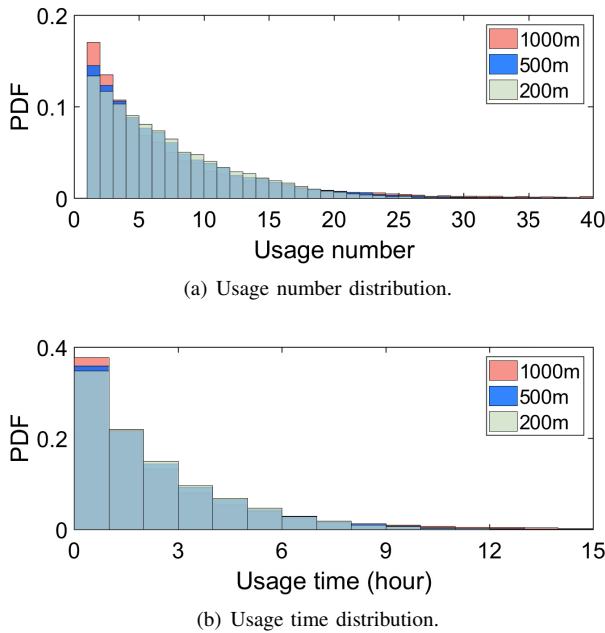 0.2
0.1
0
PDF
1000m
500m
200m
5 10 15 20 25 30 35 40
Usage number
(a) Usage number distribution.
0.4
0.2
0
PDF
1000m
500m
200m
0 3 6 9 12 15
Usage time (hour)
(b) Usage time distribution.